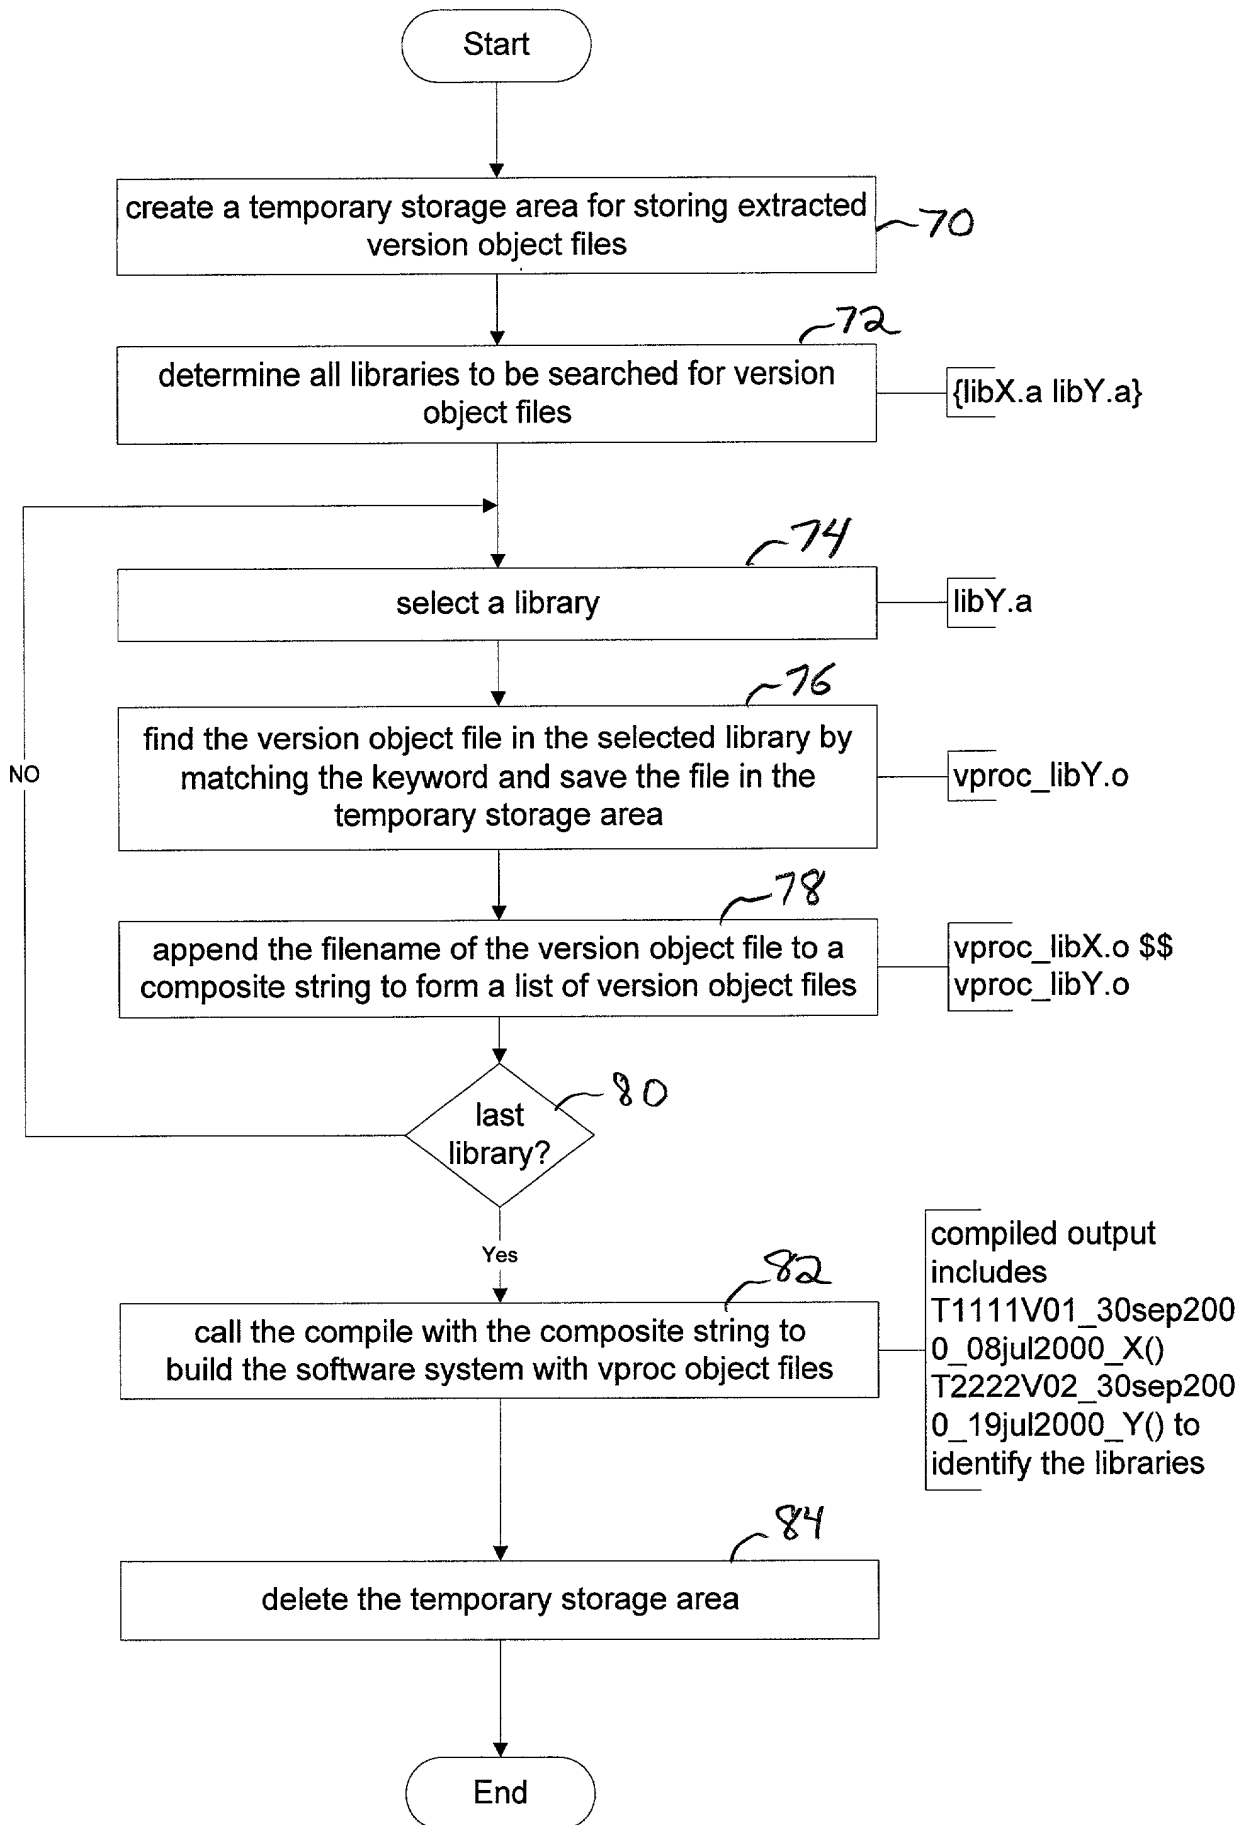 Start
create a temporary storage area for storing extracted
version object files
70
72
determine all libraries to be searched for version
object files
{libX.a libY.a}
74
select a library
libY.a
76
find the version object file in the selected library by
matching the keyword and save the file in the
temporary storage area
vproc_libY.o
NO
78
append the filename of the version object file to a
composite string to form a list of version object files
vproc_libX.o $$
vproc_libY.o
80
last
library?
Yes
82
call the compile with the composite string to
build the software system with vproc object files
compiled output
includes
T1111V01_30sep200
0_08jul2000_X()
T2222V02_30sep200
0_19jul2000_Y() to
identify the libraries
84
delete the temporary storage area
End